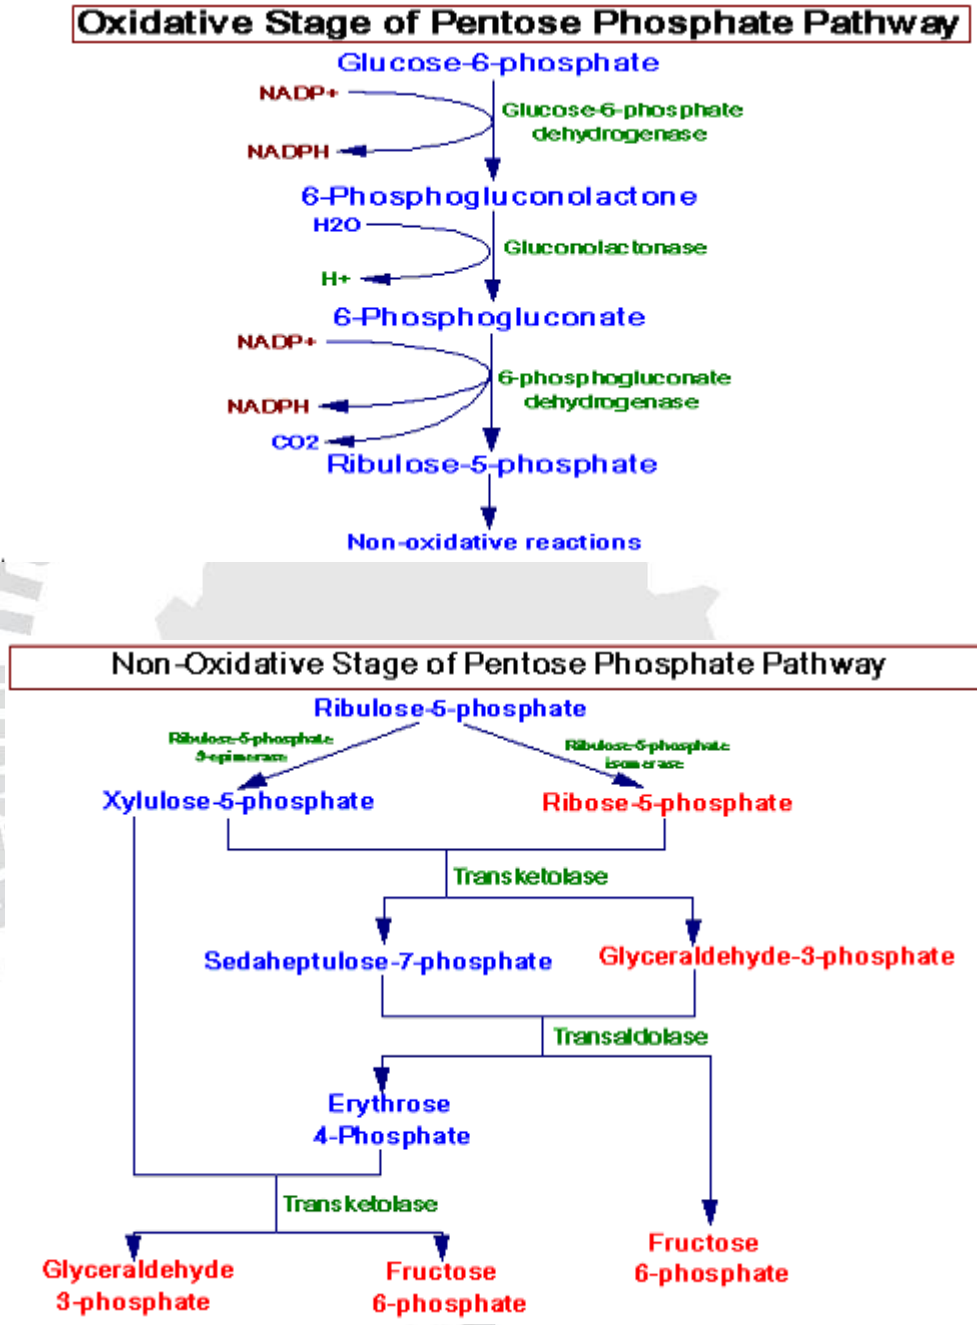 Oxidative Stage of Pentose Phosphate Pathway
Glucose-6-phosphate
NADP+
Glucose-6-phosphate
dehydrogenase
NADPH
6-Phosphogluconolactone
H2O
Gluconolactonase
H+
6-Phosphogluconate
NADP+
6-phosphogluconate
dehydrogenase
NADPH
CO2
Ribulose-5-phosphate
Non-oxidative reactions
Non-Oxidative Stage of Pentose Phosphate Pathway
Ribulose-5-phosphate
Ribulose-5-phosphate
3-epimerase
Ribulose-5-phosphate
isomerase
Xylulose-5-phosphate
Ribose-5-phosphate
Transketolase
Sedaheptulose-7-phosphate
Glyceraldehyde-3-phosphate
Transaldolase
Erythrose
4-Phosphate
Transketolase
Glyceraldehyde
3-phosphate
Fructose
6-phosphate
Fructose
6-phosphate